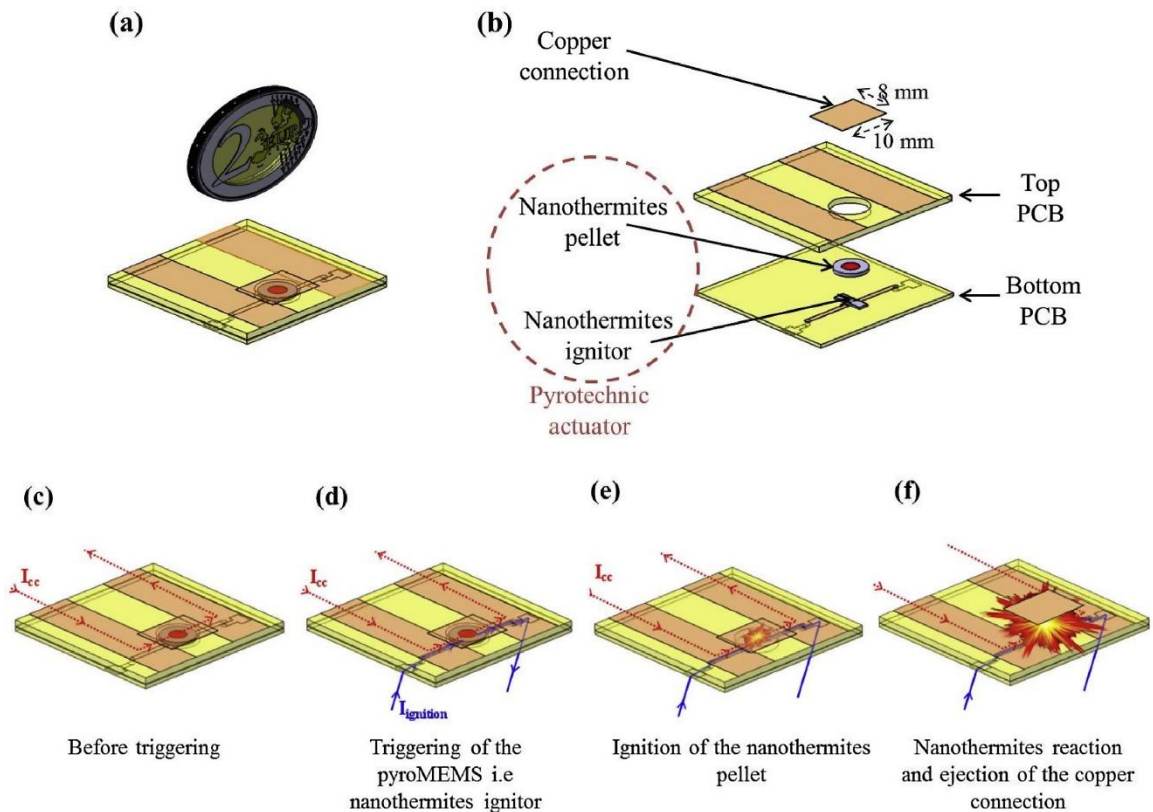 (a)
2
(b)
Copper
connection
8 mm
10 mm
Top
PCB
Nanothermites
pellet
Bottom
PCB
Nanothermites
ignitor
Pyrotechnic
actuator
(c)
(d)
(e)
(f)
Icc
Icc
Icc
Iignition
Before triggering
Triggering of the
pyroMEMS i.e
nanothermites ignitor
Ignition of the nanothermites
pellet
Nanothermites reaction
and ejection of the copper
connection